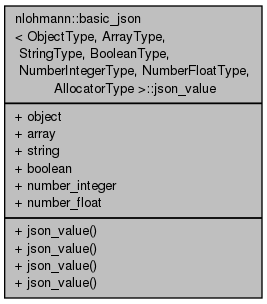 nlohmann::basic_json
< ObjectType, ArrayType,
StringType, BooleanType,
NumberIntegerType, NumberFloatType,
AllocatorType >::json_value
+ object
+ array
+ string
+ boolean
+ number_integer
+ number_float
+ json_value()
+ json_value()
+ json_value()
+ json_value()